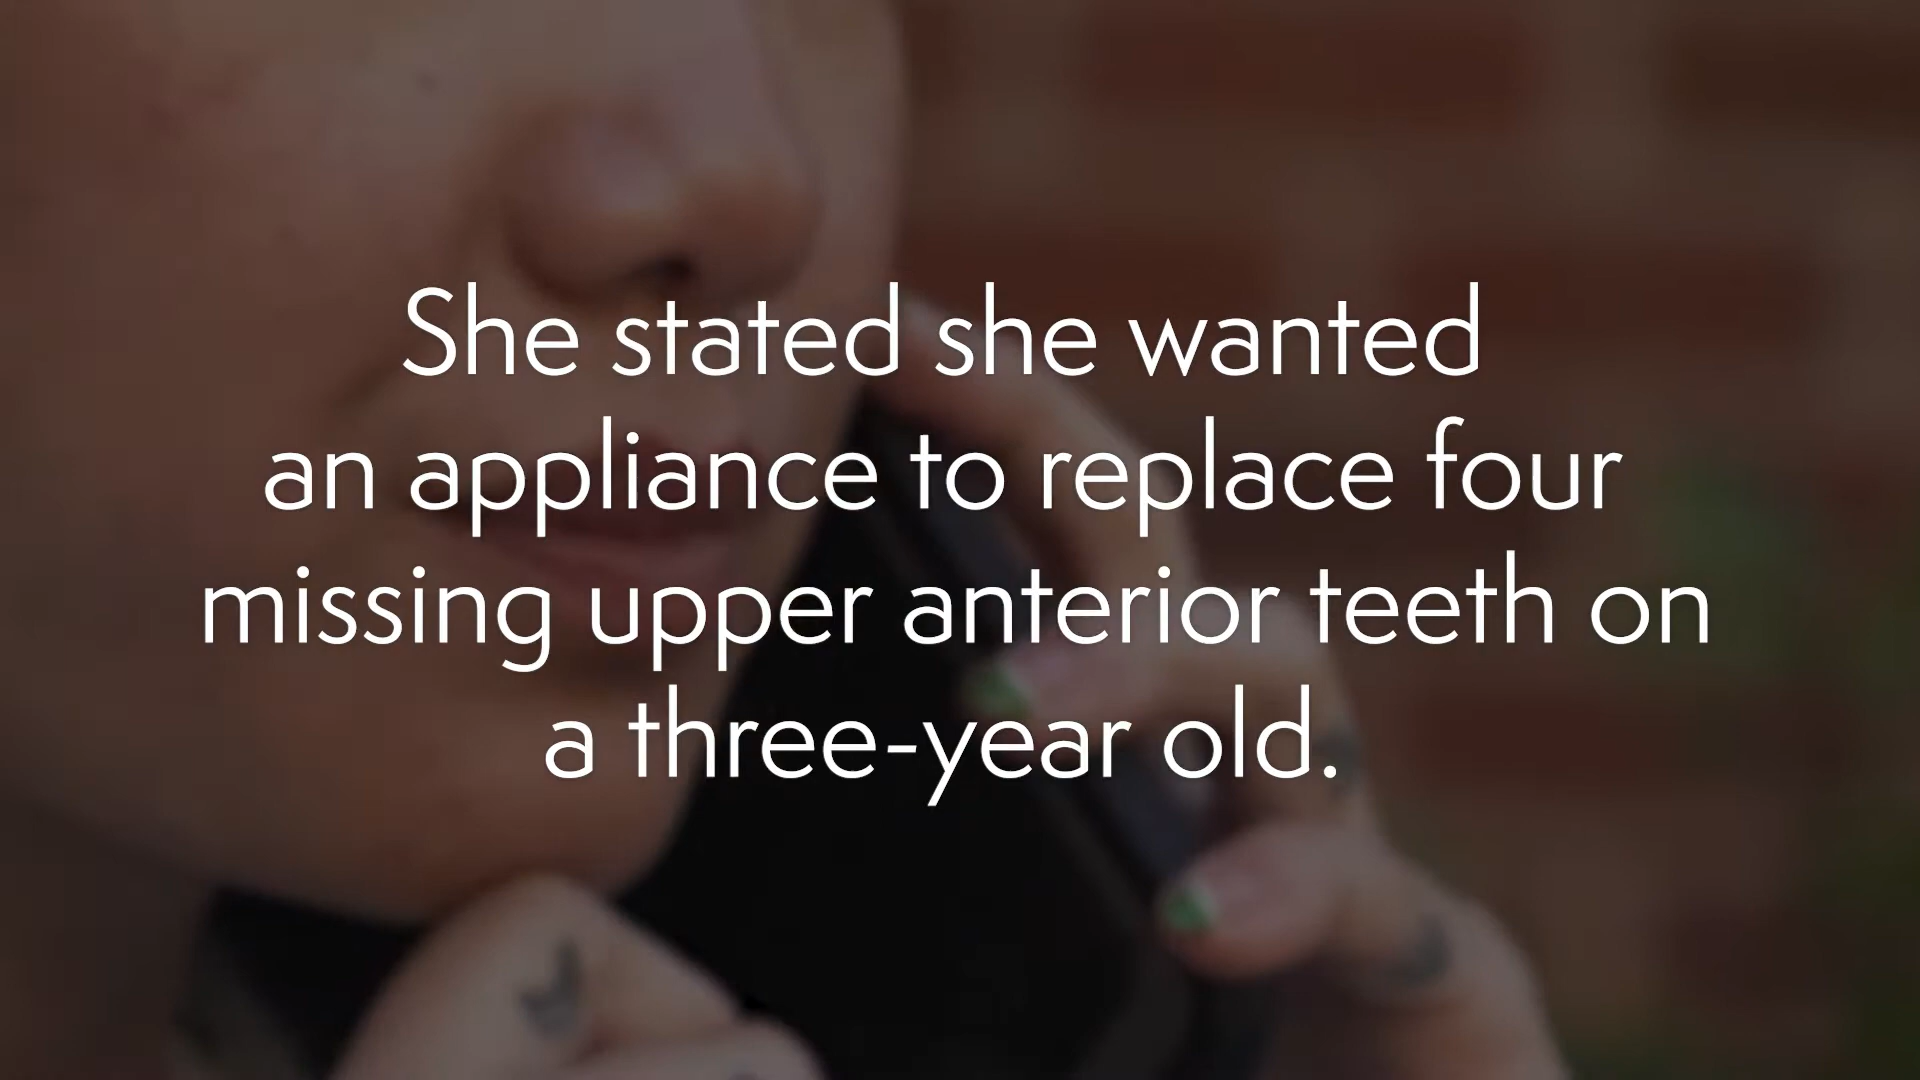 She stated she wanted
an appliance to replace four
missing upper anterior teeth on
a three-year old.